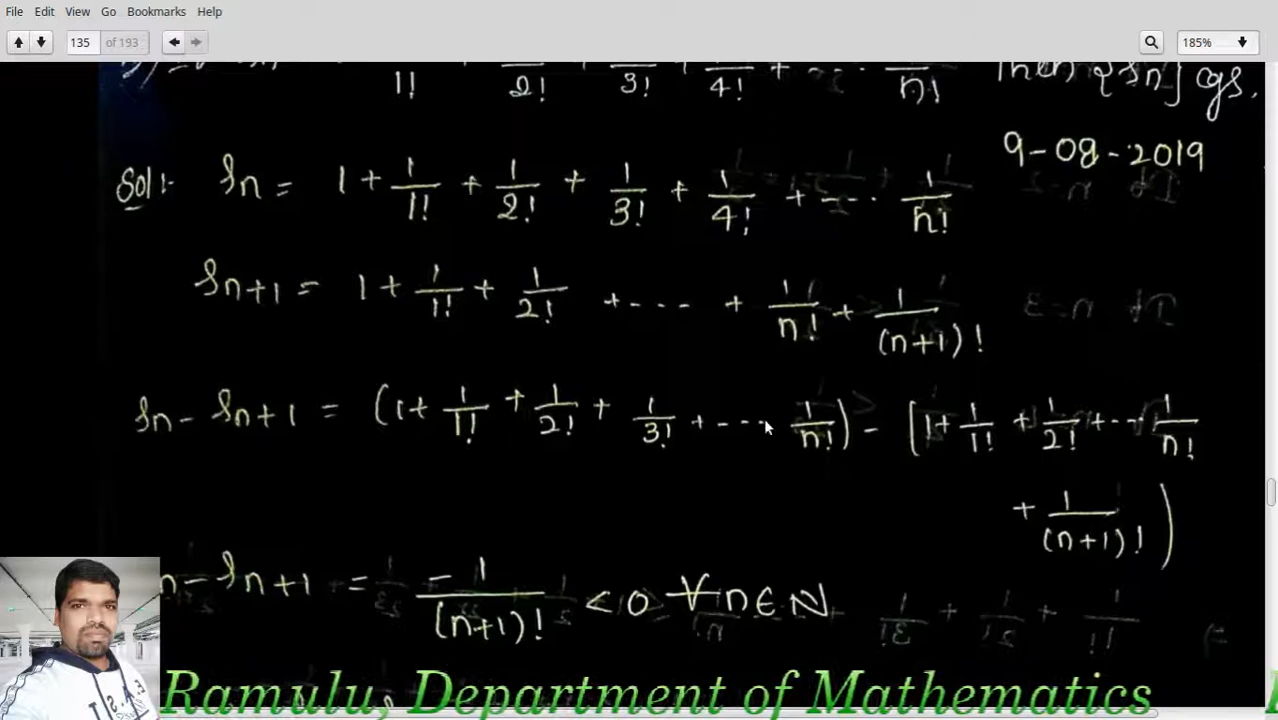 File Edit View Go Bookmarks Help
135 of 193 185%
1! 2! 3! 4! + ... n! Then {Sn} cgs.
9-08-2019
Sol:- Sn = 1 + 1/1! + 1/2! + 1/3! + 1/4! + ... 1/n!
Sn+1 = 1 + 1/1! + 1/2! + ... + 1/n! + 1/(n+1)!
Sn - Sn+1 = (1 + 1/1! + 1/2! + 1/3! + ... 1/n!) - (1 + 1/1! + 1/2! + ... 1/n!
+ 1/(n+1)!)
n - Sn+1 = -1/(n+1)! < 0 ∀ n ∈ N
Ramulu, Department of Mathematics